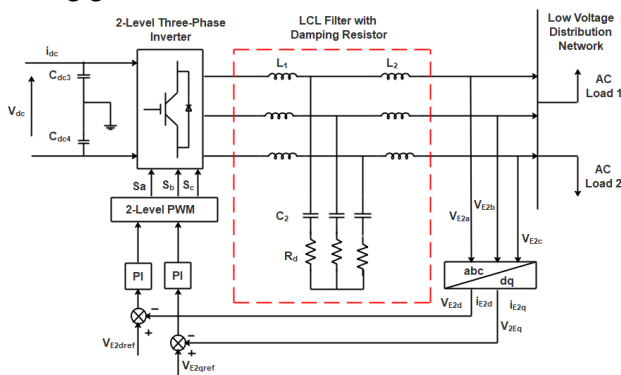 2-Level Three-Phase
Inverter
LCL Filter with
Damping Resistor
Low Voltage
Distribution
Network
idc
Cdc3
Vdc
Cdc4
L1
L2
AC
Load 1
AC
Load 2
Sa
Sb
Sc
2-Level PWM
C2
Rd
VE2a
VE2b
VE2c
PI
PI
abc
dq
VE2d
iE2d
iE2q
V2Eq
−
+
VE2dref
−
+
VE2qref